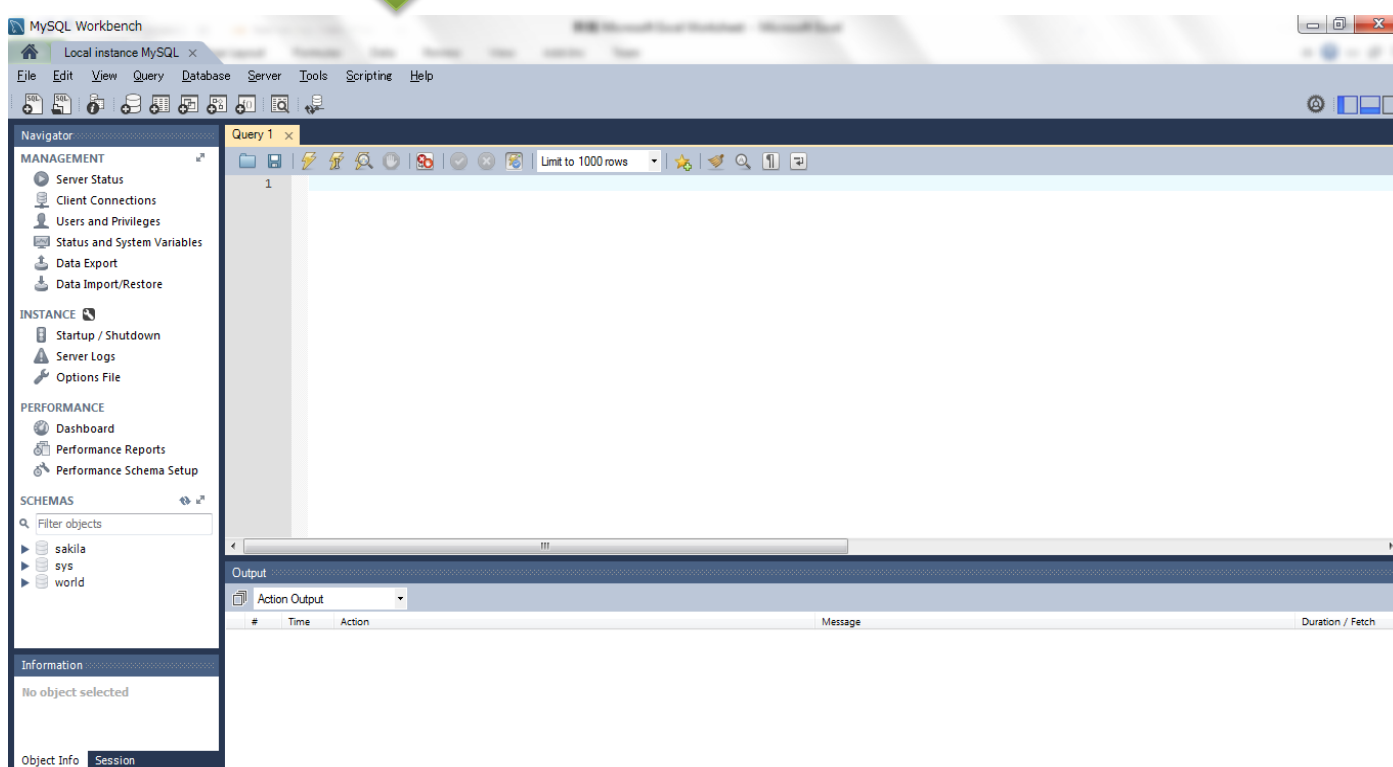 MySQL Workbench
Local instance MySQL
File Edit View Query Database Server Tools Scripting Help
Navigator
MANAGEMENT
Server Status
Client Connections
Users and Privileges
Status and System Variables
Data Export
Data Import/Restore
INSTANCE
Startup / Shutdown
Server Logs
Options File
PERFORMANCE
Dashboard
Performance Reports
Performance Schema Setup
SCHEMAS
Filter objects
sakila
sys
world
Information
No object selected
Object Info Session
Query 1
Limit to 1000 rows
1
Output
Action Output
# Time Action Message Duration / Fetch